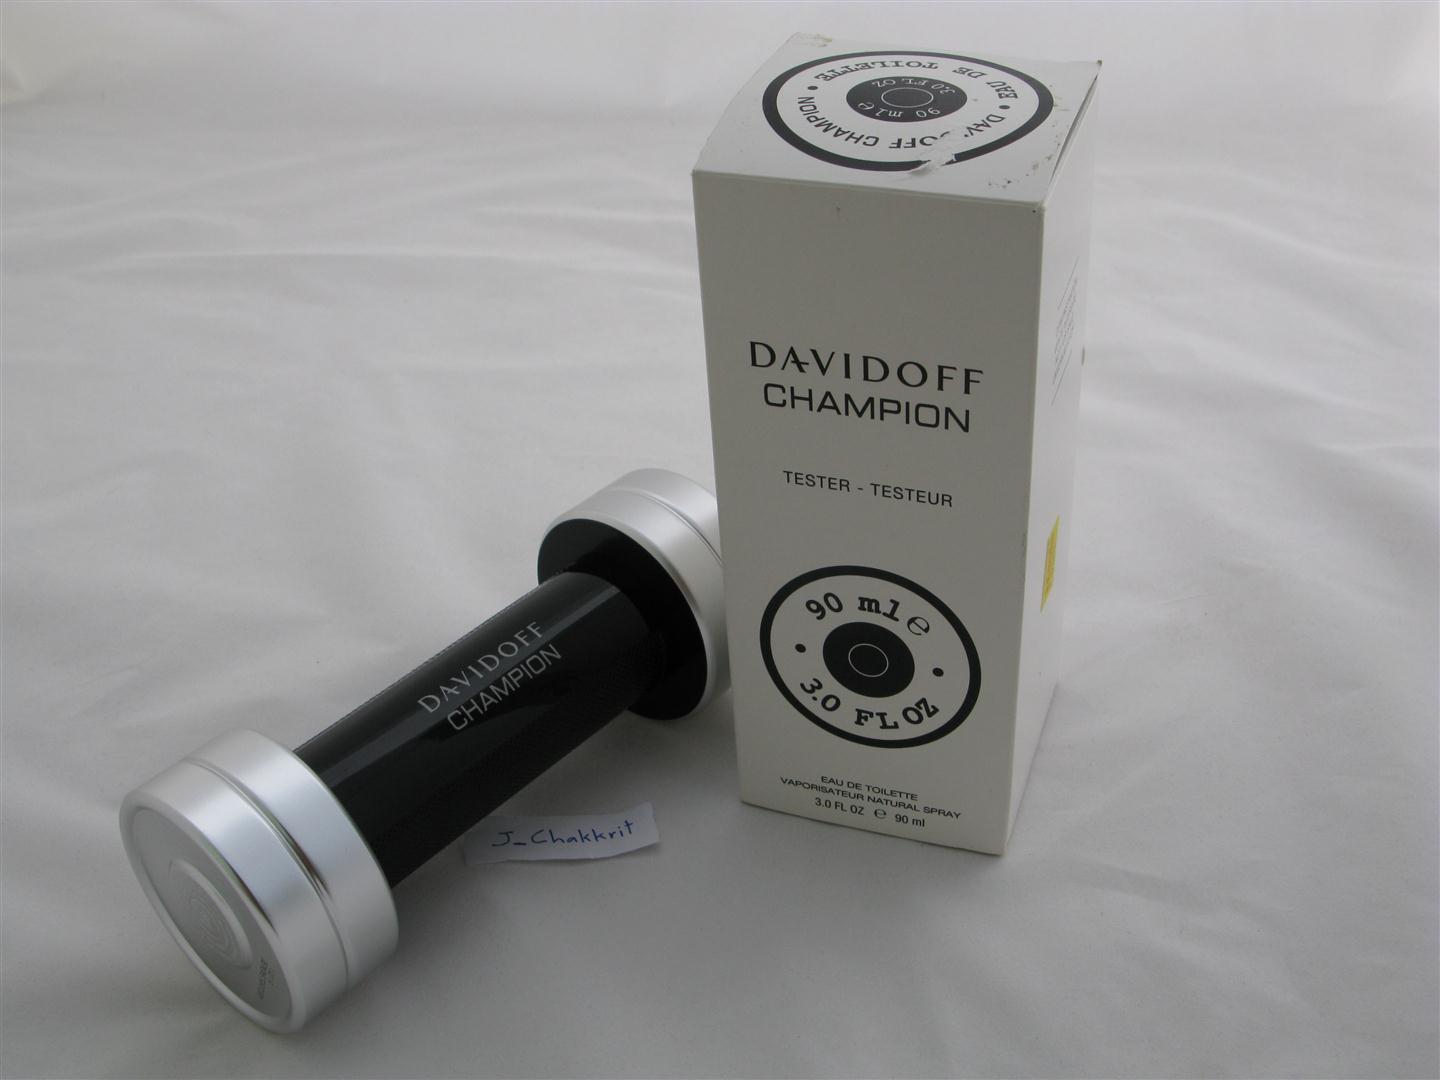 EAU DE TOILETTE
3.0 FL OZ
90 ml e
DAVIDOFF CHAMPION
DAVIDOFF
CHAMPION
TESTER - TESTEUR
90 ml ℮
3.0 FL OZ
EAU DE TOILETTE
VAPORISATEUR NATURAL SPRAY
3.0 FL OZ ℮ 90 ml
DAVIDOFF
CHAMPION
J_Chakkrit